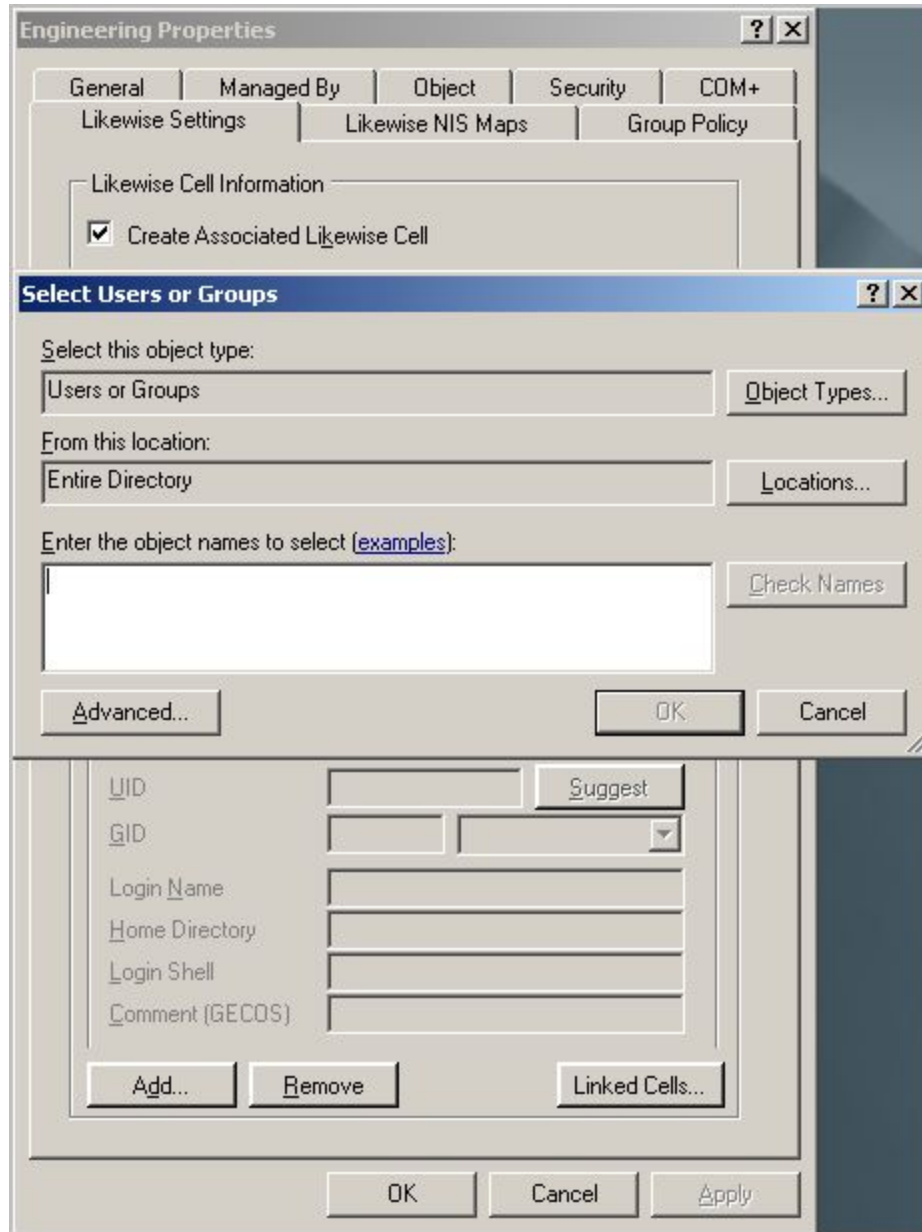 Engineering Properties
General Managed By Object Security COM+
Likewise Settings Likewise NIS Maps Group Policy
Likewise Cell Information
Create Associated Likewise Cell
Select Users or Groups
Select this object type:
Users or Groups Object Types...
From this location:
Entire Directory Locations...
Enter the object names to select (examples):
Check Names
Advanced... OK Cancel
UID Suggest
GID
Login Name
Home Directory
Login Shell
Comment (GECOS)
Add... Remove Linked Cells...
OK Cancel Apply